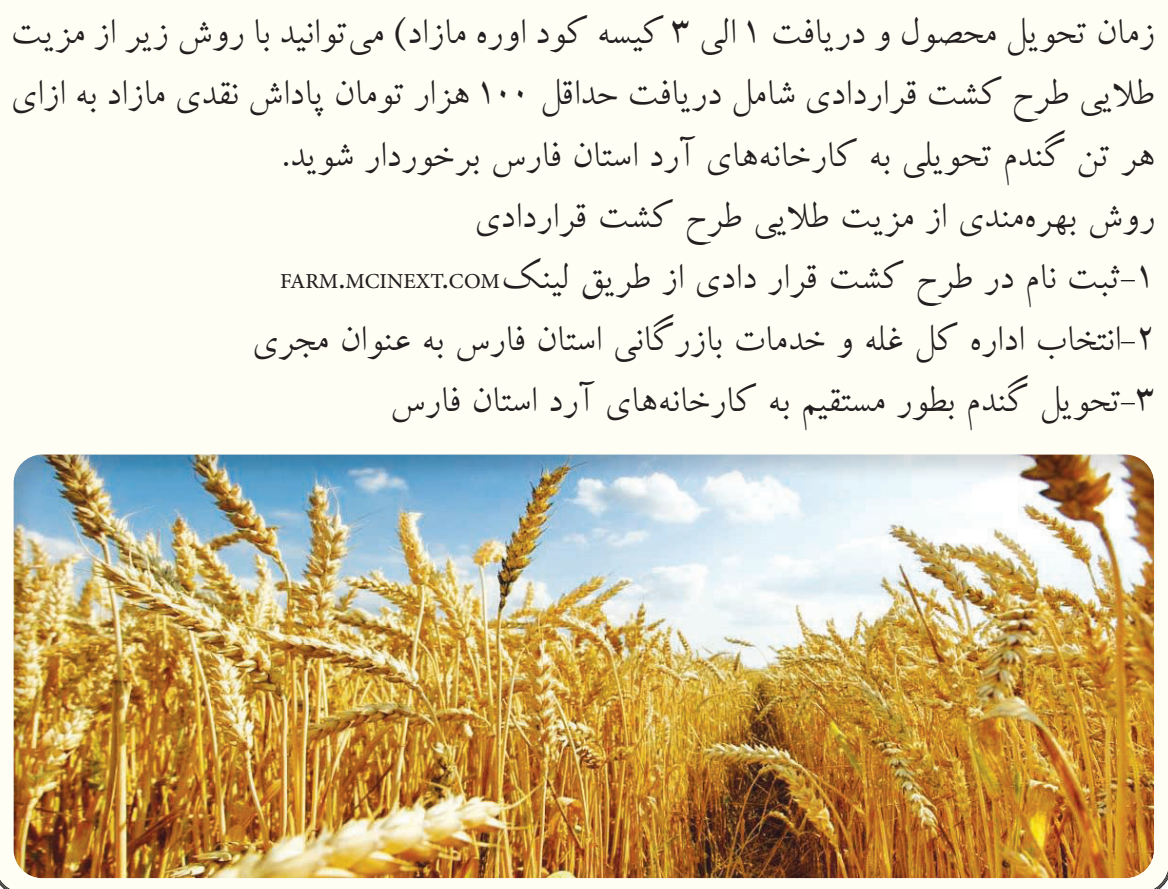 زمان تحویل محصول و دریافت ۱ الی ۳ کیسه کود اوره مازاد) می‌توانید با روش زیر از مزیت
طلایی طرح کشت قراردادی شامل دریافت حداقل ۱۰۰ هزار تومان پاداش نقدی مازاد به ازای
هر تن گندم تحویلی به کارخانه‌های آرد استان فارس برخوردار شوید.
روش بهره‌مندی از مزیت طلایی طرح کشت قراردادی
۱-ثبت نام در طرح کشت قرار دادی از طریق لینک FARM.MCINEXT.COM
۲-انتخاب اداره کل غله و خدمات بازرگانی استان فارس به عنوان مجری
۳-تحویل گندم بطور مستقیم به کارخانه‌های آرد استان فارس